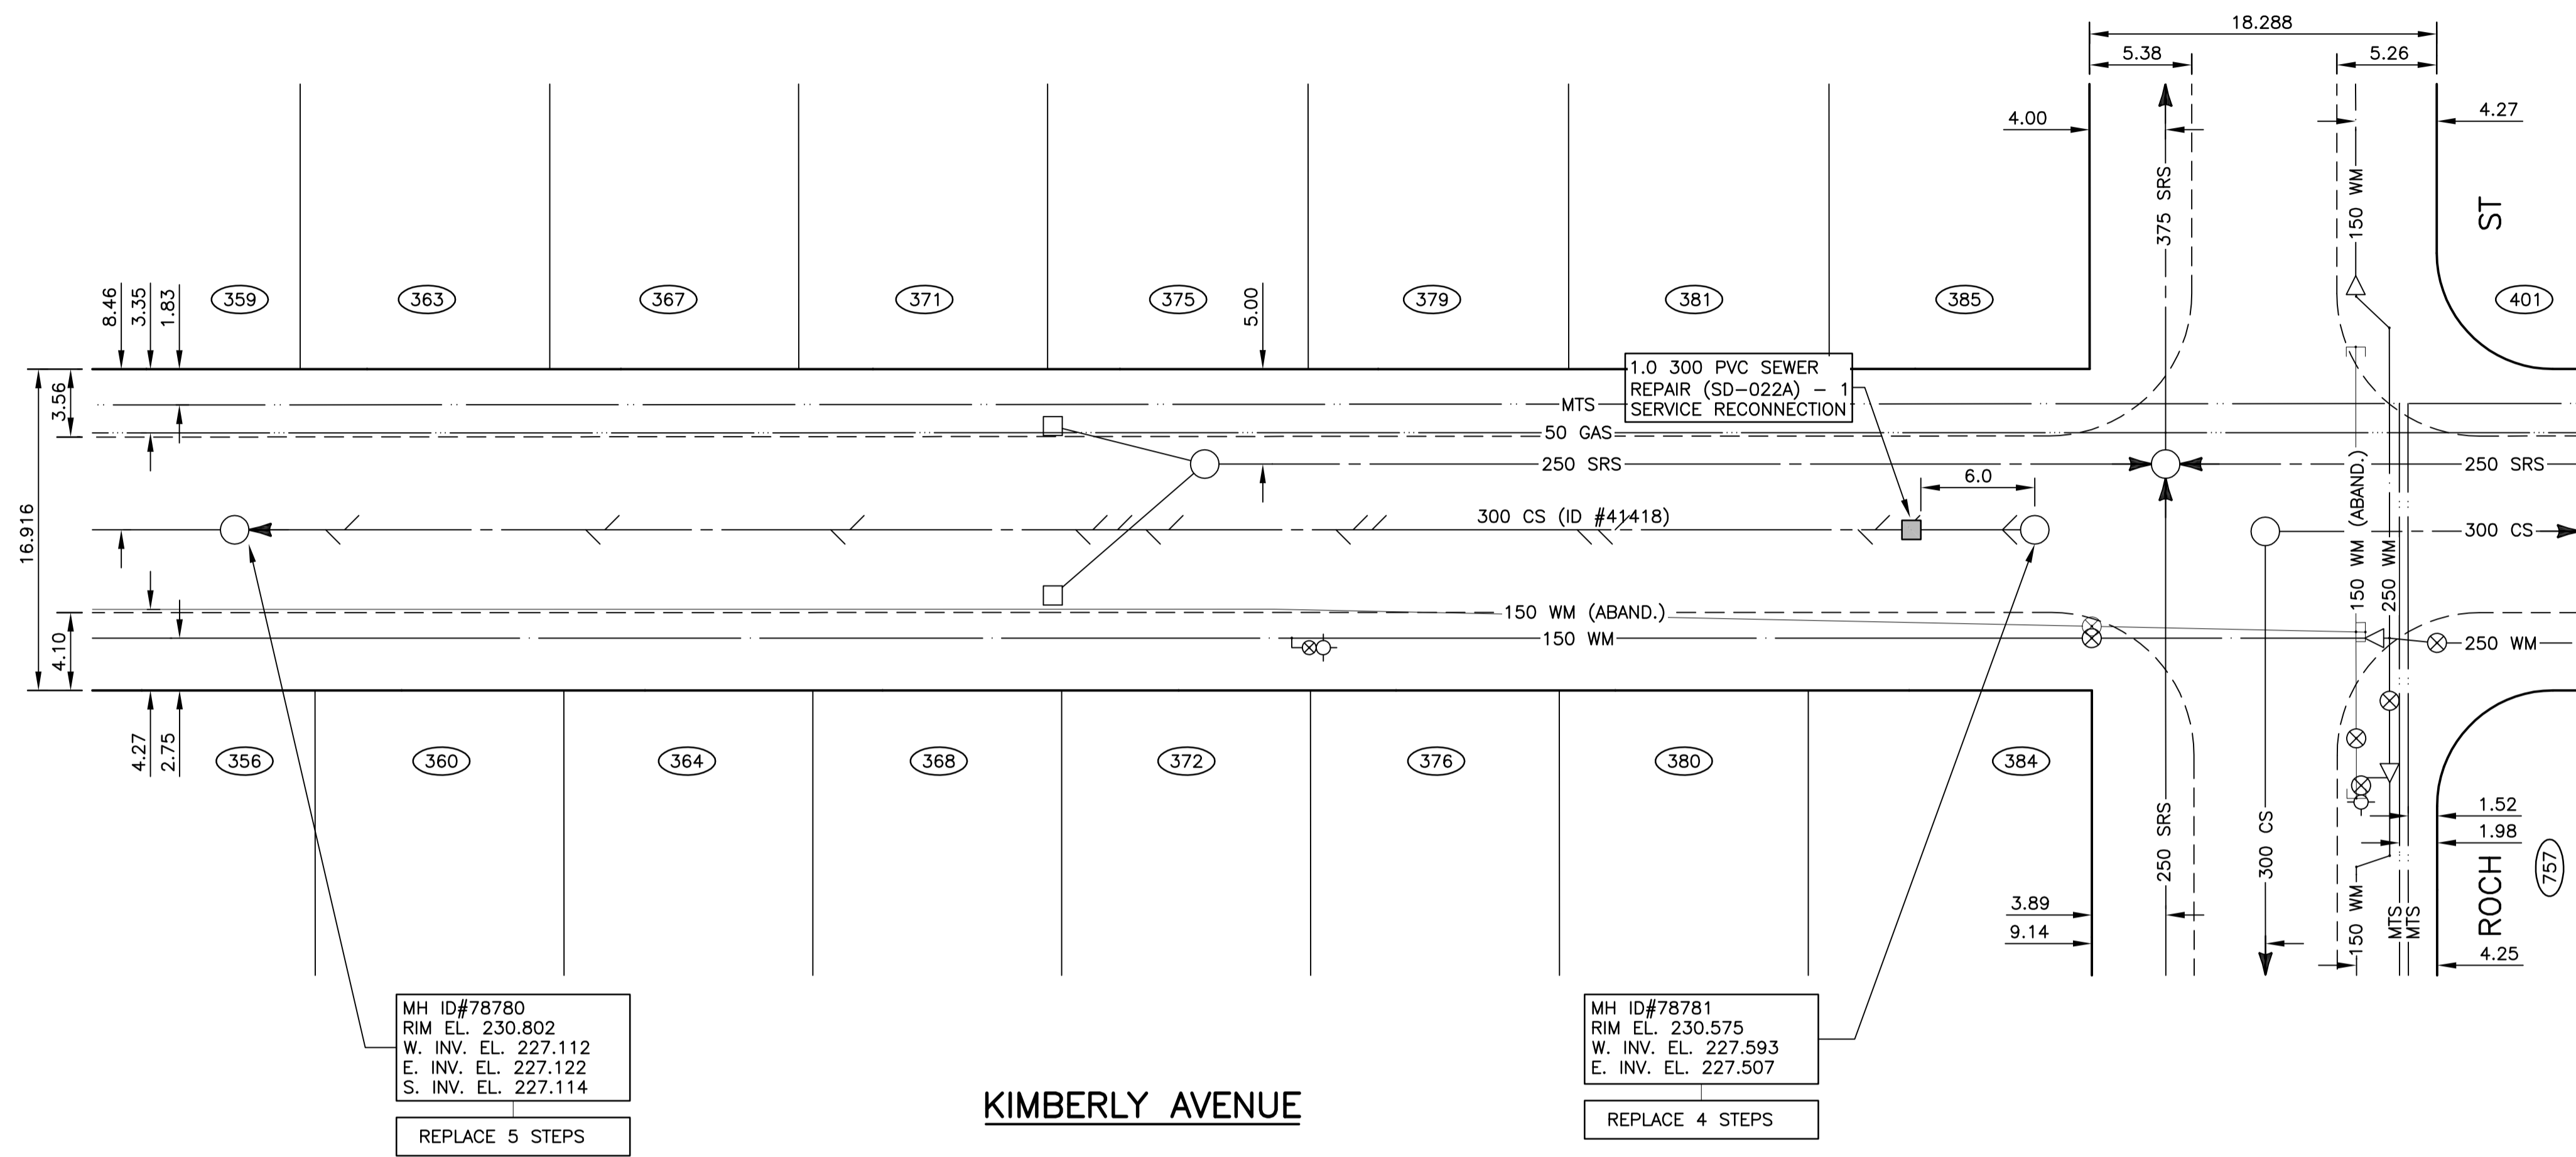 18.288
5.38
5.26
4.00
4.27
375 SRS
150 WM
ST
8.46
3.35
1.83
359
363
367
371
375
5.00
379
381
385
401
3.56
1.0 300 PVC SEWER
REPAIR (SD-022A) - 1
SERVICE RECONNECTION
MTS
50 GAS
250 SRS
250 SRS
6.0
16.916
300 CS (ID #41418)
150 WM (ABAND.)
250 WM
300 CS
4.10
150 WM (ABAND.)
150 WM
250 WM
4.27
2.75
356
360
364
368
372
376
380
384
250 SRS
300 CS
1.52
1.98
ROCH
757
3.89
9.14
150 WM
MTS
MTS
4.25
MH ID#78780
RIM EL. 230.802
W. INV. EL. 227.112
E. INV. EL. 227.122
S. INV. EL. 227.114
REPLACE 5 STEPS
KIMBERLY AVENUE
MH ID#78781
RIM EL. 230.575
W. INV. EL. 227.593
E. INV. EL. 227.507
REPLACE 4 STEPS